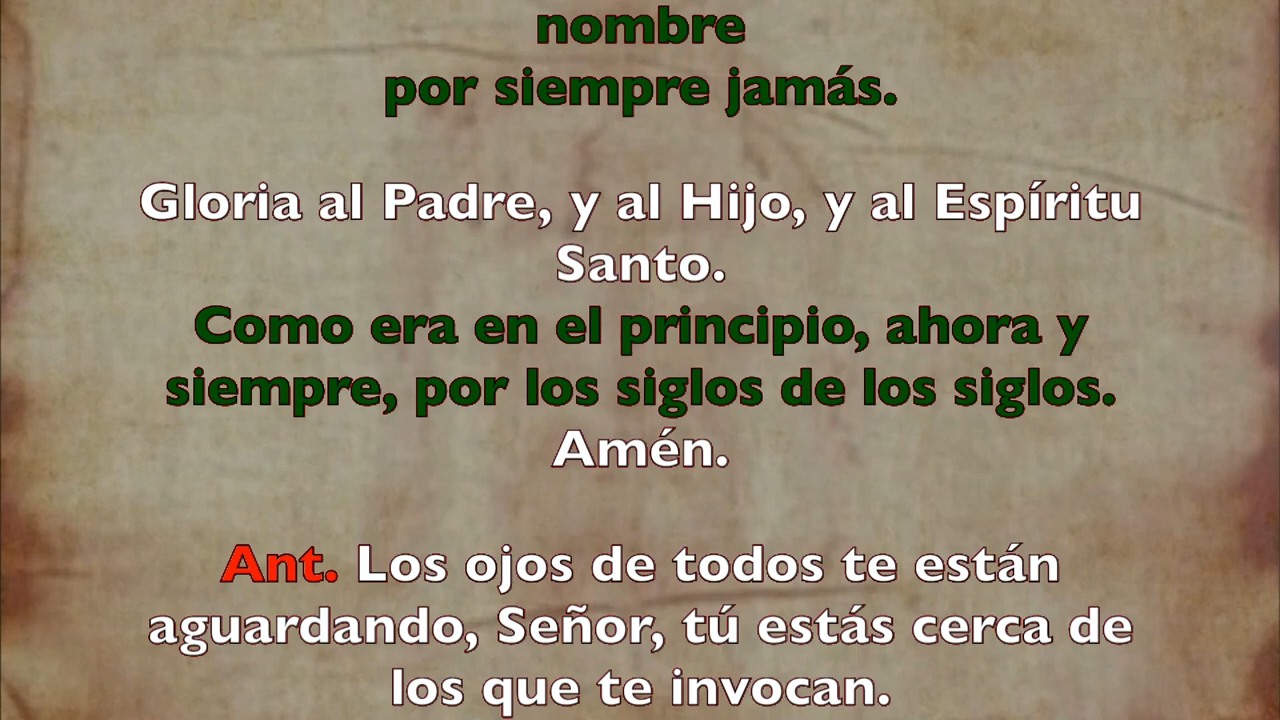 nombre
por siempre jamás.
Gloria al Padre, y al Hijo, y al Espíritu
Santo.
Como era en el principio, ahora y
siempre, por los siglos de los siglos.
Amén.
Ant. Los ojos de todos te están
aguardando, Señor, tú estás cerca de
los que te invocan.